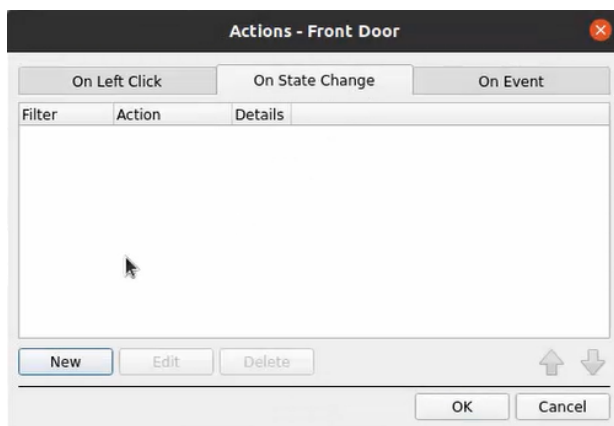 Actions - Front Door
On Left Click On State Change On Event
Filter Action Details
New Edit Delete
OK Cancel